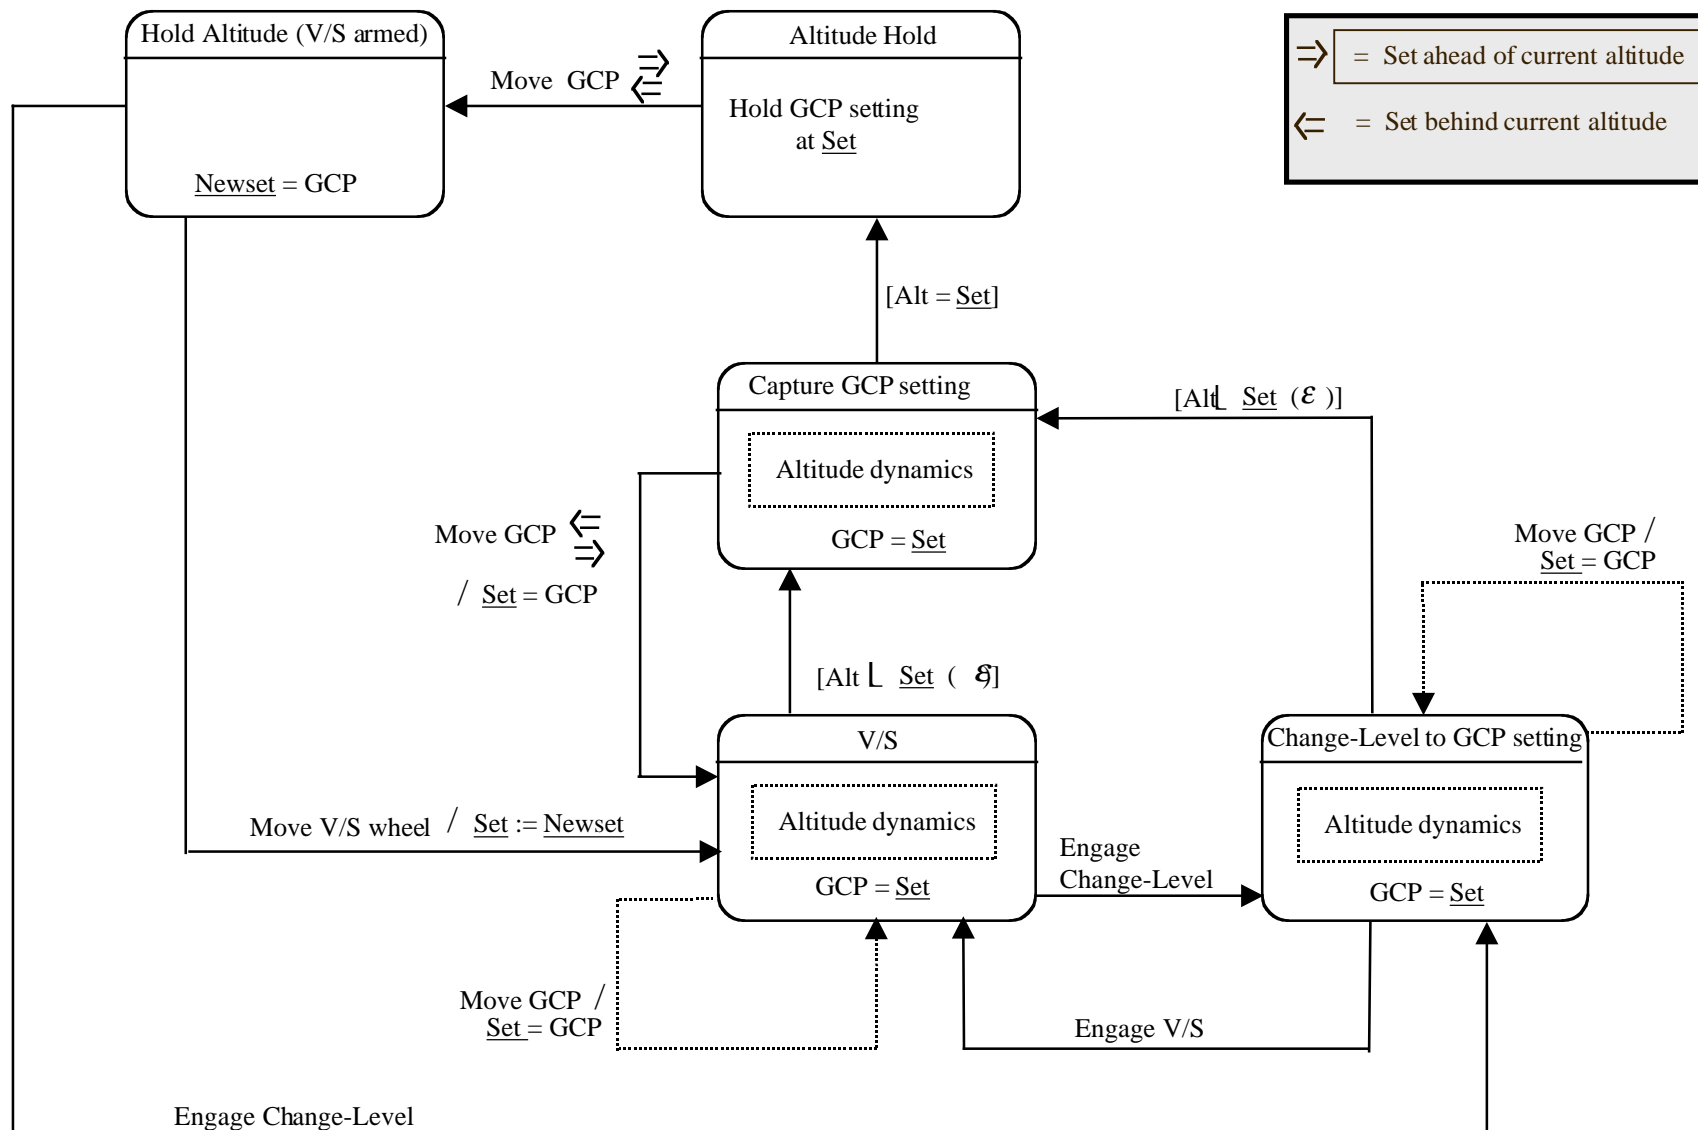 Hold Altitude (V/S armed)
Newset = GCP
Move GCP ⇒
⇐
Altitude Hold
Hold GCP setting
at Set
⇒ = Set ahead of current altitude
⇐ = Set behind current altitude
[Alt = Set]
Capture GCP setting
Altitude dynamics
GCP = Set
[Alt⎣ Set (ε )]
Move GCP ⇐
⇒
/ Set = GCP
Move GCP /
Set = GCP
[Alt ⎣ Set ( ε)]
V/S
Altitude dynamics
GCP = Set
Change-Level to GCP setting
Altitude dynamics
GCP = Set
Move V/S wheel / Set := Newset
Engage
Change-Level
Move GCP /
Set = GCP
Engage V/S
Engage Change-Level